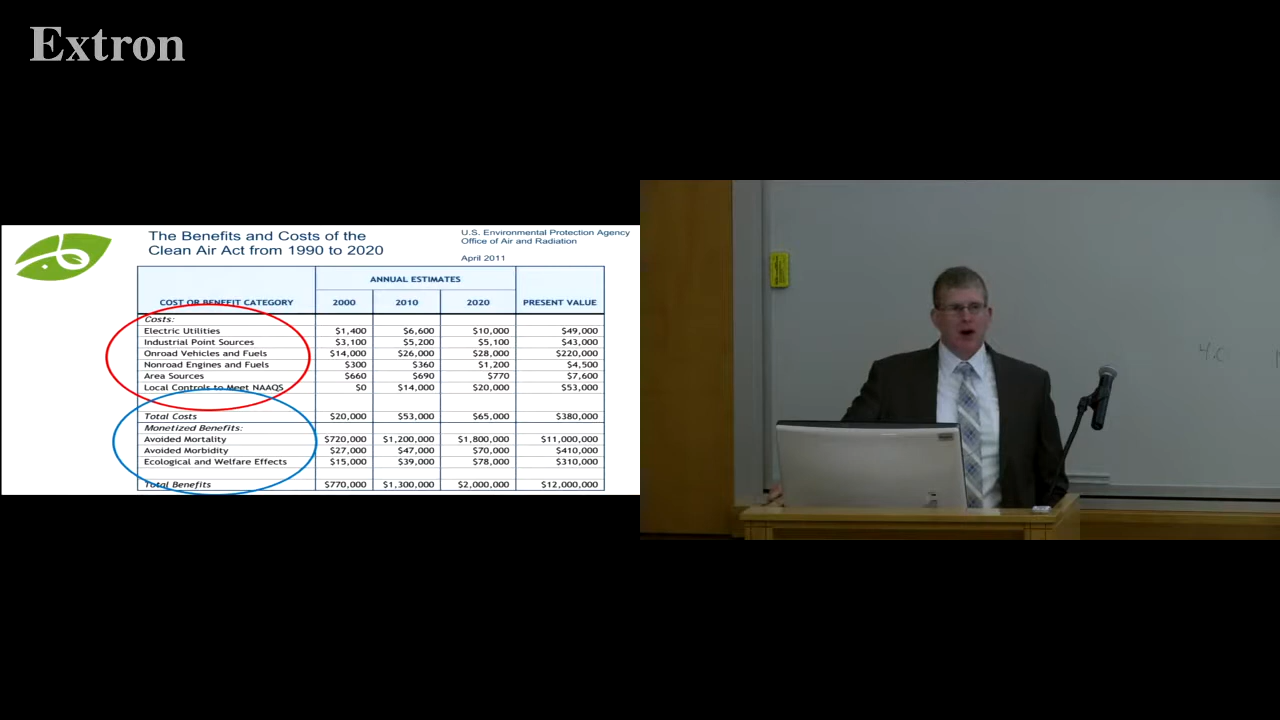 Extron
The Benefits and Costs of the
Clean Air Act from 1990 to 2020
U.S. Environmental Protection Agency
Office of Air and Radiation
April 2011
ANNUAL ESTIMATES
COST OR BENEFIT CATEGORY 2000 2010 2020 PRESENT VALUE
Costs:
Electric Utilities $1,400 $6,600 $10,000 $49,000
Industrial Point Sources $3,100 $5,200 $5,100 $43,000
Onroad Vehicles and Fuels $14,000 $26,000 $28,000 $220,000
Nonroad Engines and Fuels $300 $360 $1,200 $4,500
Area Sources $660 $690 $770 $7,600
Local Controls to Meet NAAQS $0 $14,000 $20,000 $53,000
Total Costs $20,000 $53,000 $65,000 $380,000
Monetized Benefits:
Avoided Mortality $720,000 $1,200,000 $1,800,000 $11,000,000
Avoided Morbidity $27,000 $47,000 $70,000 $410,000
Ecological and Welfare Effects $15,000 $39,000 $78,000 $310,000
Total Benefits $770,000 $1,300,000 $2,000,000 $12,000,000